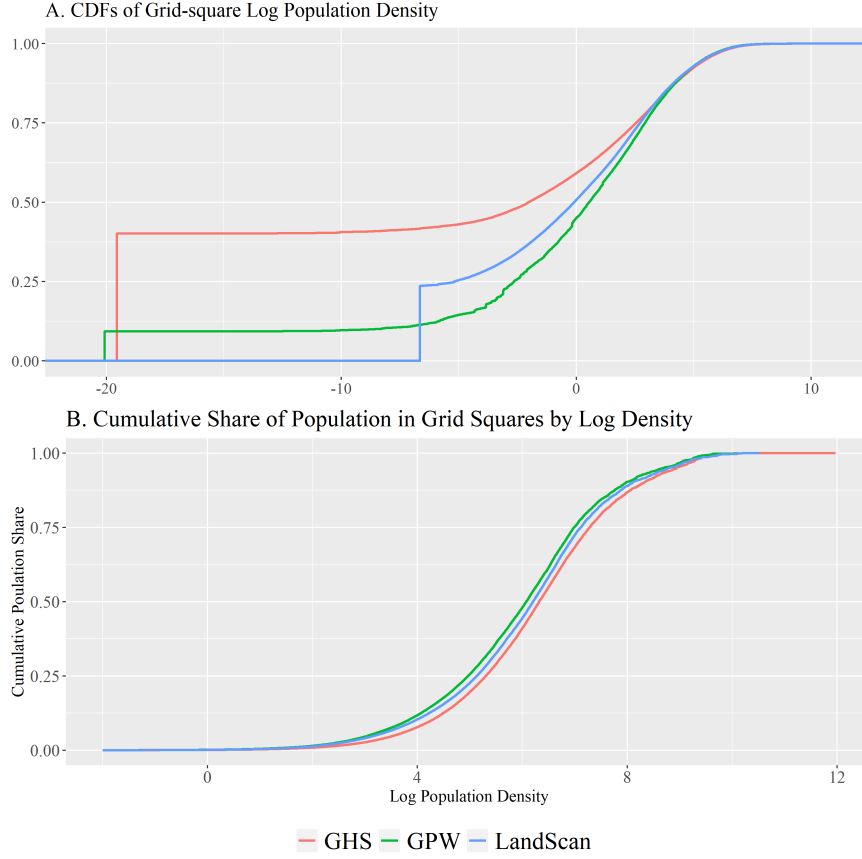 A. CDFs of Grid-square Log Population Density
1.00
0.75
0.50
0.25
0.00
-20 -10 0 10
B. Cumulative Share of Population in Grid Squares by Log Density
Cumulative Poulation Share
1.00
0.75
0.50
0.25
0.00
0 4 8 12
Log Population Density
GHS GPW LandScan